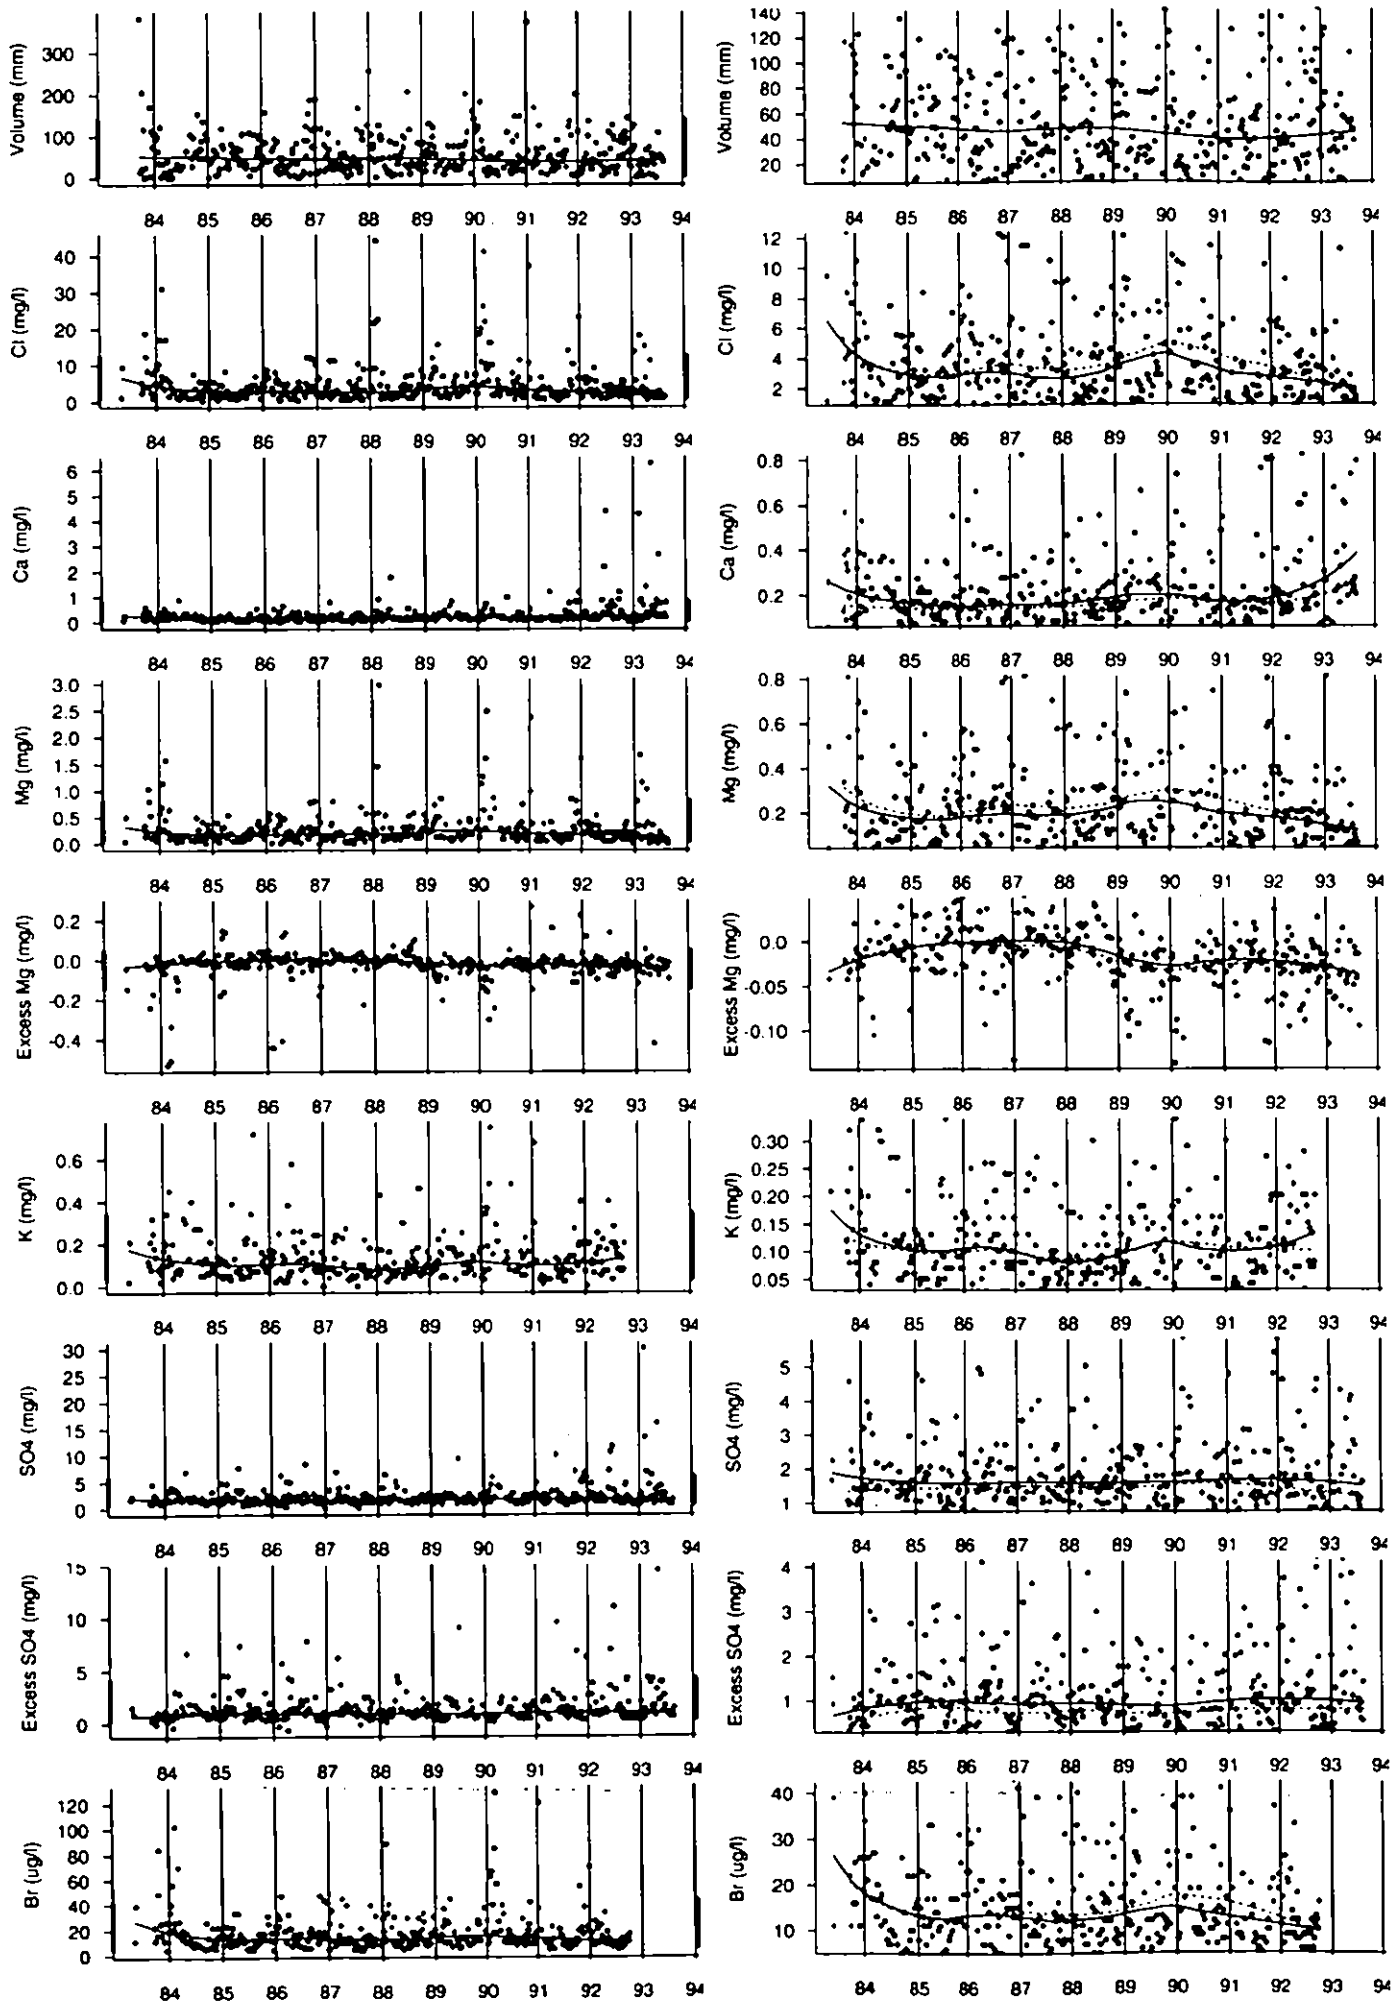 Volume (mm)
300
200
100
0
84 85 86 87 88 89 90 91 92 93 94
Cl (mg/l)
40
30
20
10
0
84 85 86 87 88 89 90 91 92 93 94
Ca (mg/l)
6
5
4
3
2
1
0
84 85 86 87 88 89 90 91 92 93 94
Mg (mg/l)
3.0
2.5
2.0
1.5
1.0
0.5
0.0
84 85 86 87 88 89 90 91 92 93 94
Excess Mg (mg/l)
0.2
0.0
-0.2
-0.4
84 85 86 87 88 89 90 91 92 93 94
K (mg/l)
0.6
0.4
0.2
0.0
84 85 86 87 88 89 90 91 92 93 94
SO4 (mg/l)
30
25
20
15
10
5
0
84 85 86 87 88 89 90 91 92 93 94
Excess SO4 (mg/l)
15
10
5
0
84 85 86 87 88 89 90 91 92 93 94
Br (ug/l)
120
100
80
60
40
20
0
84 85 86 87 88 89 90 91 92 93 94
Volume (mm)
140
120
100
80
60
40
20
84 85 86 87 88 89 90 91 92 93 94
Cl (mg/l)
12
10
8
6
4
2
84 85 86 87 88 89 90 91 92 93 94
Ca (mg/l)
0.8
0.6
0.4
0.2
84 85 86 87 88 89 90 91 92 93 94
Mg (mg/l)
0.8
0.6
0.4
0.2
84 85 86 87 88 89 90 91 92 93 94
Excess Mg (mg/l)
0.0
-0.05
-0.10
84 85 86 87 88 89 90 91 92 93 94
K (mg/l)
0.30
0.25
0.20
0.15
0.10
0.05
84 85 86 87 88 89 90 91 92 93 94
SO4 (mg/l)
5
4
3
2
1
84 85 86 87 88 89 90 91 92 93 94
Excess SO4 (mg/l)
4
3
2
1
84 85 86 87 88 89 90 91 92 93 94
Br (ug/l)
40
30
20
10
84 85 86 87 88 89 90 91 92 93 94